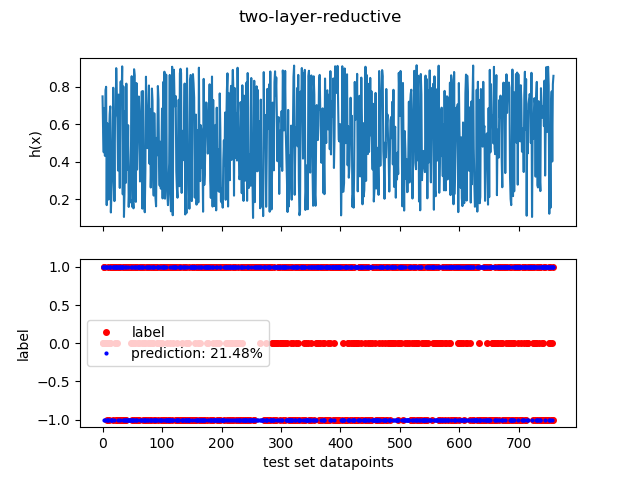 two-layer-reductive
0.8
0.6
0.4
0.2
h(x)
1.0
0.5
0.0
−0.5
−1.0
label
label
prediction: 21.48%
0 100 200 300 400 500 600 700
test set datapoints